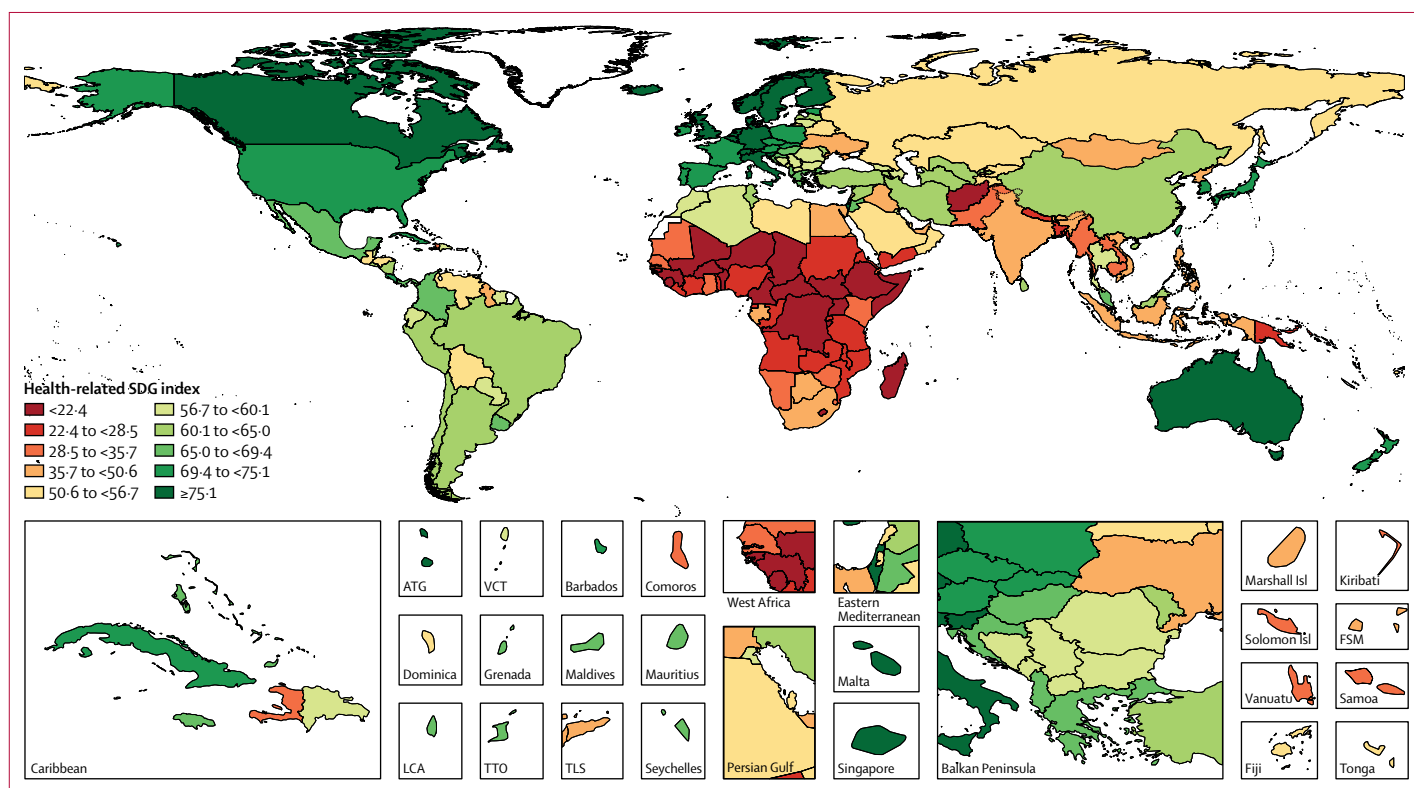 Health-related SDG index
<22·4
22·4 to <28·5
28·5 to <35·7
35·7 to <50·6
50·6 to <56·7
56·7 to <60·1
60·1 to <65·0
65·0 to <69·4
69·4 to <75·1
≥75·1
Caribbean
ATG
VCT
Barbados
Comoros
Dominica
Grenada
Maldives
Mauritius
LCA
TTO
TLS
Seychelles
West Africa
Eastern
Mediterranean
Persian Gulf
Malta
Singapore
Balkan Peninsula
Marshall Isl
Kiribati
Solomon Isl
FSM
Vanuatu
Samoa
Fiji
Tonga